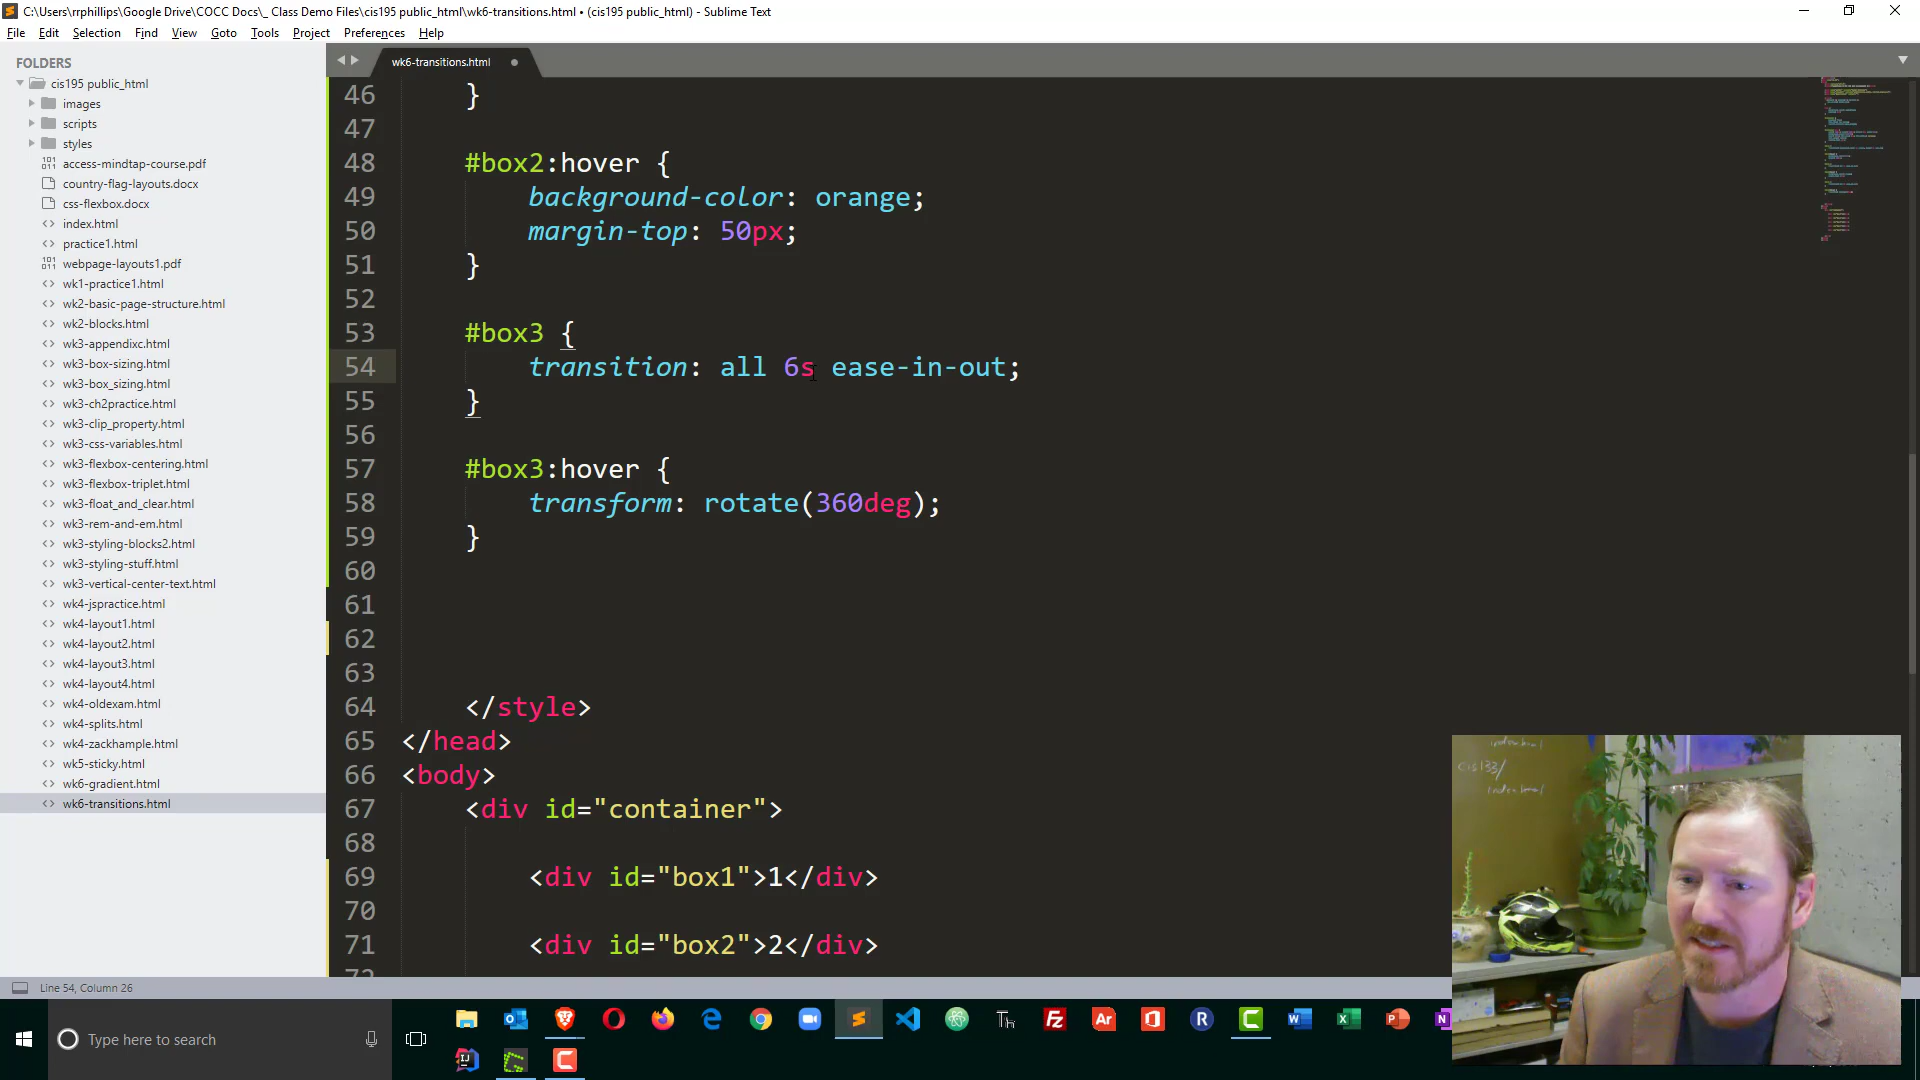 C:\Users\rrphillips\Google Drive\COCC Docs\_ Class Demo Files\cis195 public_html\wk6-transitions.html • (cis195 public_html) - Sublime Text
File Edit Selection Find View Goto Tools Project Preferences Help
FOLDERS
cis195 public_html
images
scripts
styles
access-mindtap-course.pdf
country-flag-layouts.docx
css-flexbox.docx
index.html
practice1.html
webpage-layouts1.pdf
wk1-practice1.html
wk2-basic-page-structure.html
wk2-blocks.html
wk3-appendixc.html
wk3-box-sizing.html
wk3-box_sizing.html
wk3-ch2practice.html
wk3-clip_property.html
wk3-css-variables.html
wk3-flexbox-centering.html
wk3-flexbox-triplet.html
wk3-float_and_clear.html
wk3-rem-and-em.html
wk3-styling-blocks2.html
wk3-styling-stuff.html
wk3-vertical-center-text.html
wk4-jspractice.html
wk4-layout1.html
wk4-layout2.html
wk4-layout3.html
wk4-layout4.html
wk4-oldexam.html
wk4-splits.html
wk4-zackhample.html
wk5-sticky.html
wk6-gradient.html
wk6-transitions.html
wk6-transitions.html
46 }
47
48 #box2:hover {
49 background-color: orange;
50 margin-top: 50px;
51 }
52
53 #box3 {
54 transition: all 6s ease-in-out;
55 }
56
57 #box3:hover {
58 transform: rotate(360deg);
59 }
60
61
62
63
64 </style>
65 </head>
66 <body>
67 <div id="container">
68
69 <div id="box1">1</div>
70
71 <div id="box2">2</div>
72
cis133/
Line 54, Column 26
Type here to search